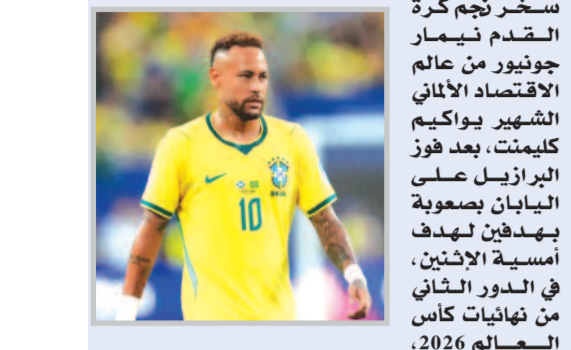 سخر نجم كرة
القدم نيمار
جونيور من عالم
الاقتصاد الألماني
الشهير يواكيم
كليمنت، بعد فوز
البرازيل على
اليابان بصعوبة
بهدفين لهدف
أمسية الإثنين،
في الدور الثاني
من نهائيات كأس
العالم 2026،
10
BRASIL